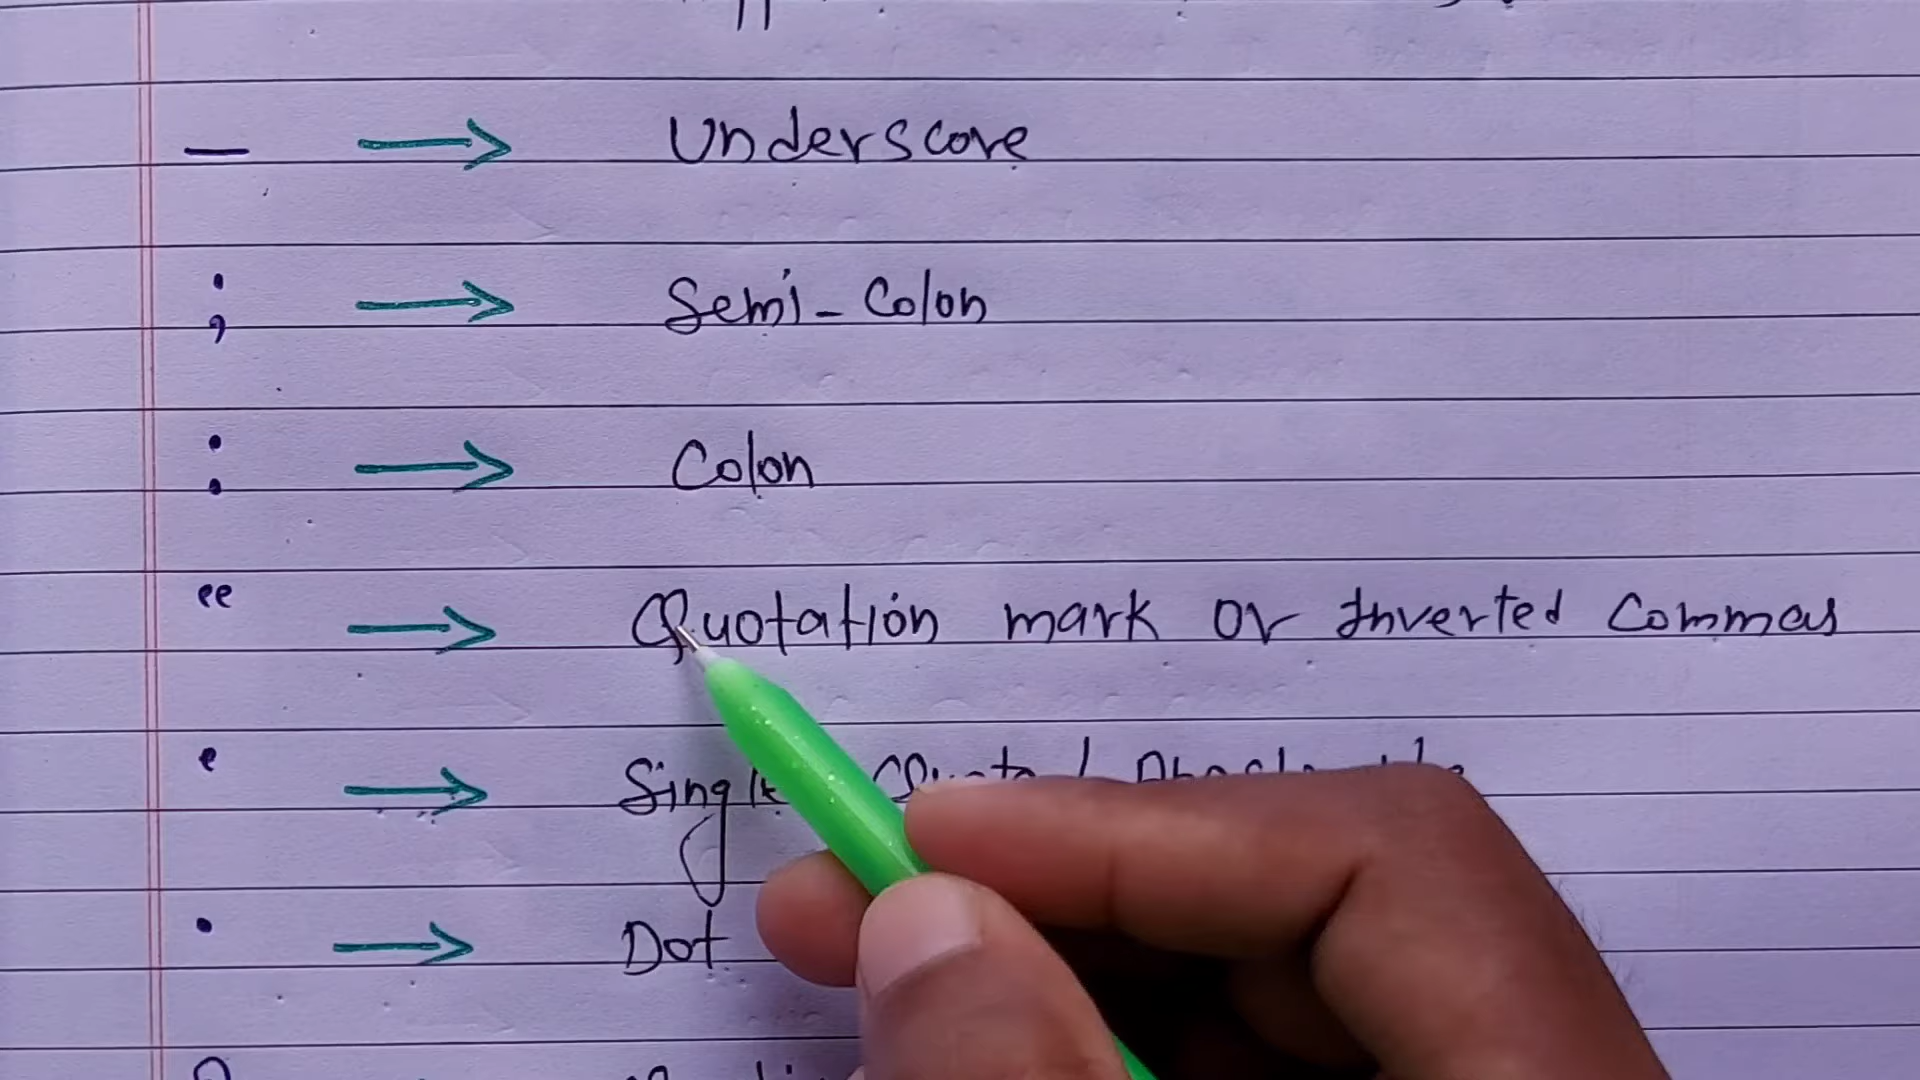 _ → Underscore
; → Semi-Colon
: → Colon
“ → Quotation mark or Inverted Commas
‘ → Single
. → Dot